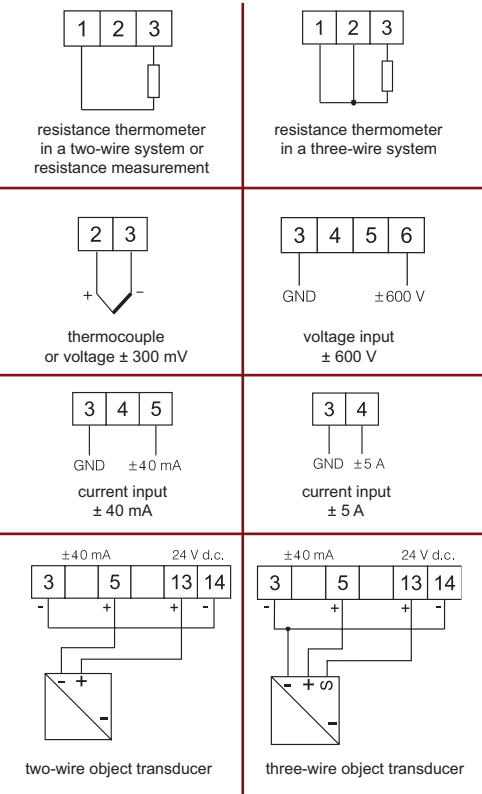 1 2 3
resistance thermometer
in a two-wire system or
resistance measurement
1 2 3
resistance thermometer
in a three-wire system
2 3
+ -
thermocouple
or voltage ± 300 mV
3 4 5 6
GND ±600 V
voltage input
± 600 V
3 4 5
GND ±40 mA
current input
± 40 mA
3 4
GND ±5 A
current input
± 5 A
±40 mA 24 V d.c.
3 5 13 14
- + + -
- +
-
two-wire object transducer
±40 mA 24 V d.c.
3 5 13 14
- + + -
- + S
-
three-wire object transducer